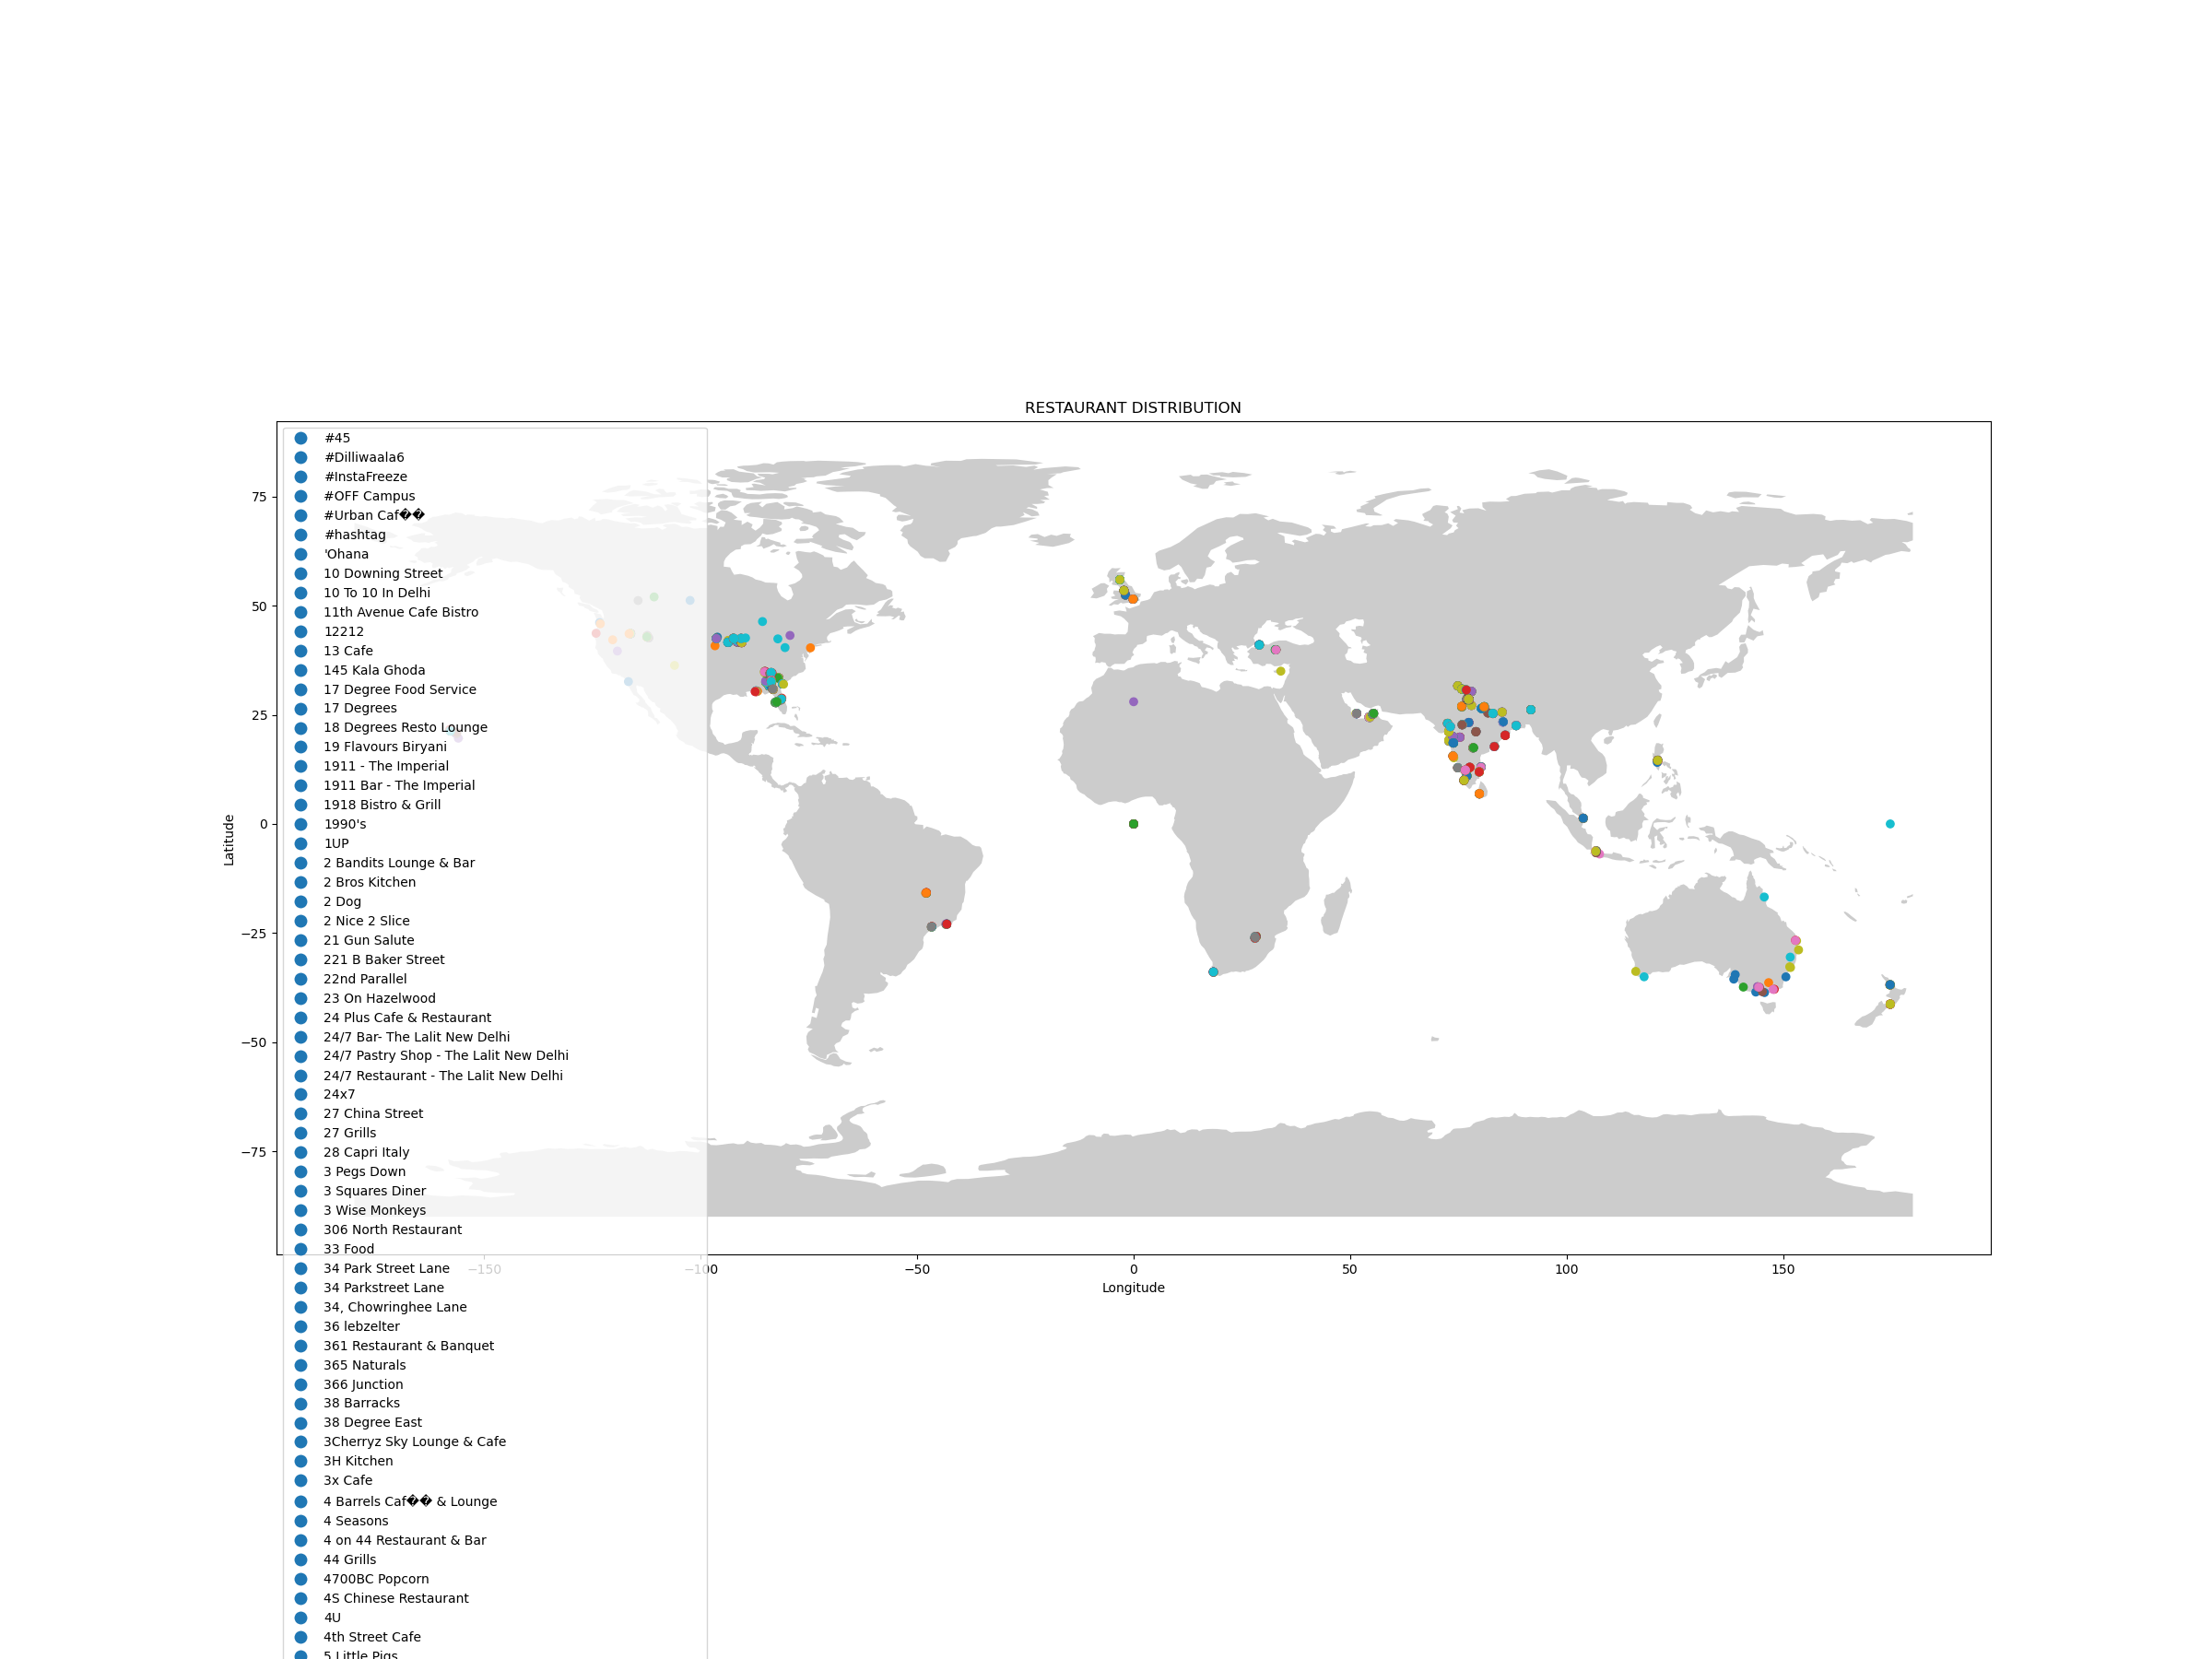 RESTAURANT DISTRIBUTION
#45
#Dilliwaala6
#InstaFreeze
#OFF Campus
#Urban Caf��
#hashtag
'Ohana
10 Downing Street
10 To 10 In Delhi
11th Avenue Cafe Bistro
12212
13 Cafe
145 Kala Ghoda
17 Degree Food Service
17 Degrees
18 Degrees Resto Lounge
19 Flavours Biryani
1911 - The Imperial
1911 Bar - The Imperial
1918 Bistro & Grill
1990's
1UP
2 Bandits Lounge & Bar
2 Bros Kitchen
2 Dog
2 Nice 2 Slice
21 Gun Salute
221 B Baker Street
22nd Parallel
23 On Hazelwood
24 Plus Cafe & Restaurant
24/7 Bar- The Lalit New Delhi
24/7 Pastry Shop - The Lalit New Delhi
24/7 Restaurant - The Lalit New Delhi
24x7
27 China Street
27 Grills
28 Capri Italy
3 Pegs Down
3 Squares Diner
3 Wise Monkeys
306 North Restaurant
33 Food
34 Park Street Lane
34 Parkstreet Lane
34, Chowringhee Lane
36 lebzelter
361 Restaurant & Banquet
365 Naturals
366 Junction
38 Barracks
38 Degree East
3Cherryz Sky Lounge & Cafe
3H Kitchen
3x Cafe
4 Barrels Caf�� & Lounge
4 Seasons
4 on 44 Restaurant & Bar
44 Grills
4700BC Popcorn
4S Chinese Restaurant
4U
4th Street Cafe
5 Little Pigs
75
50
25
0
−25
−50
−75
Latitude
−150 −100 −50 0 50 100 150
Longitude